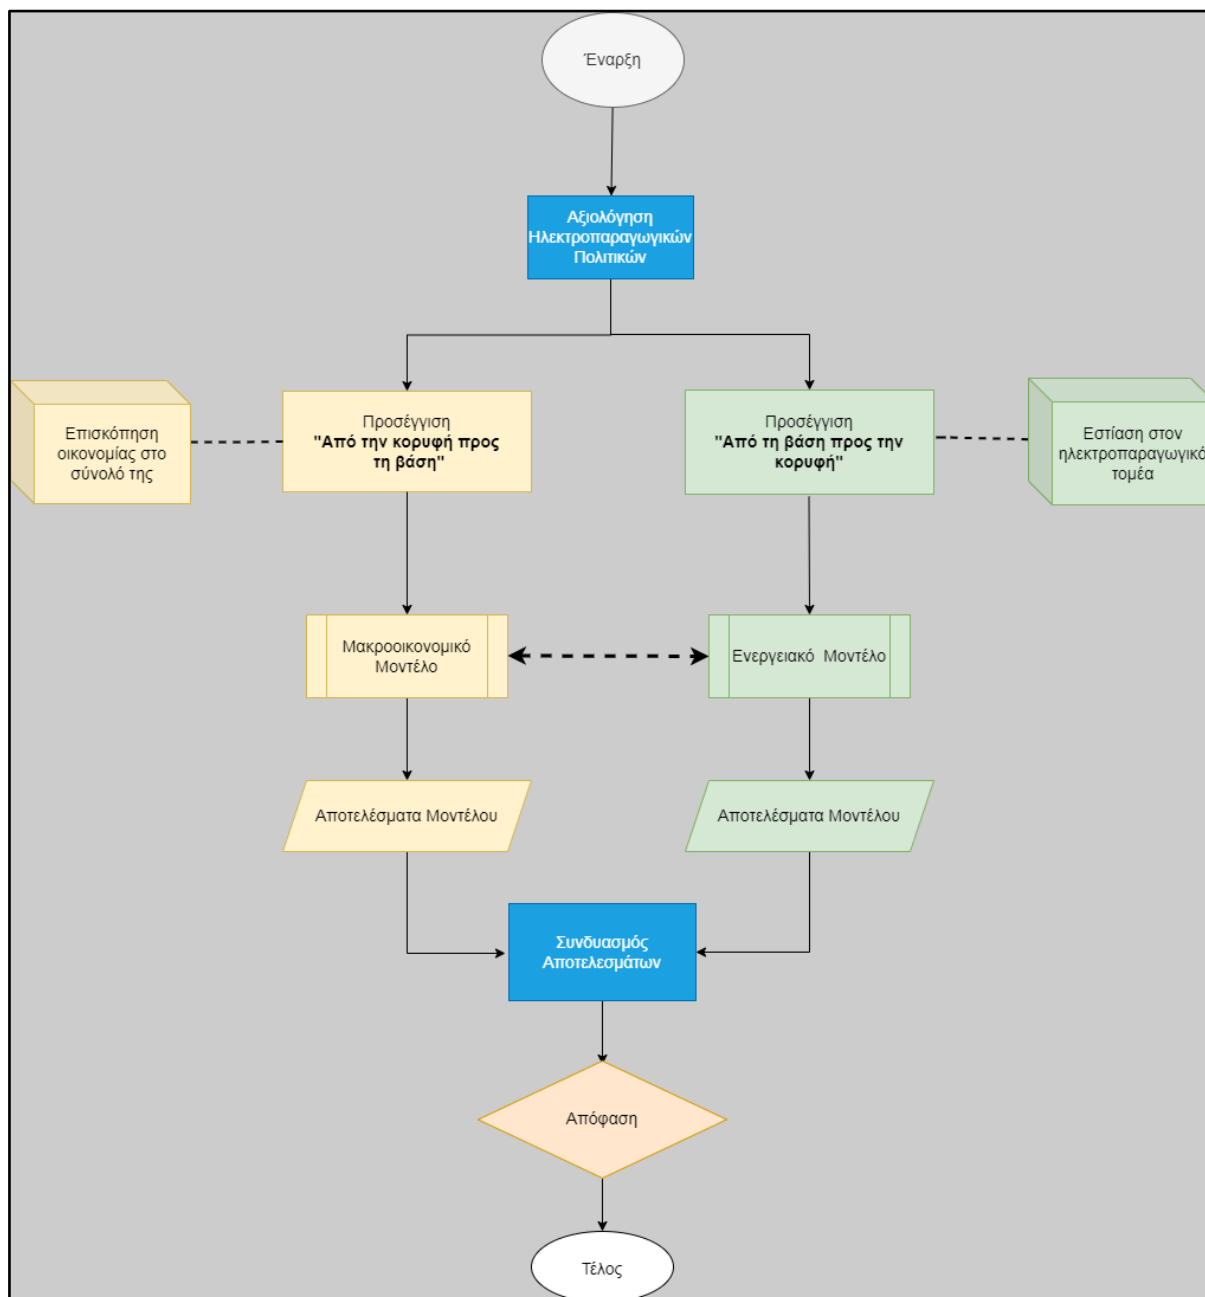 Έναρξη
Αξιολόγηση
Ηλεκτροπαραγωγικών
Πολιτικών
Επισκόπηση
οικονομίας στο
σύνολό της
Προσέγγιση
"Από την κορυφή προς
τη βάση"
Προσέγγιση
"Από τη βάση προς την
κορυφή"
Εστίαση στον
ηλεκτροπαραγωγικό
τομέα
Μακροοικονομικό
Μοντέλο
Ενεργειακό Μοντέλο
Αποτελέσματα Μοντέλου
Αποτελέσματα Μοντέλου
Συνδυασμός
Αποτελεσμάτων
Απόφαση
Τέλος